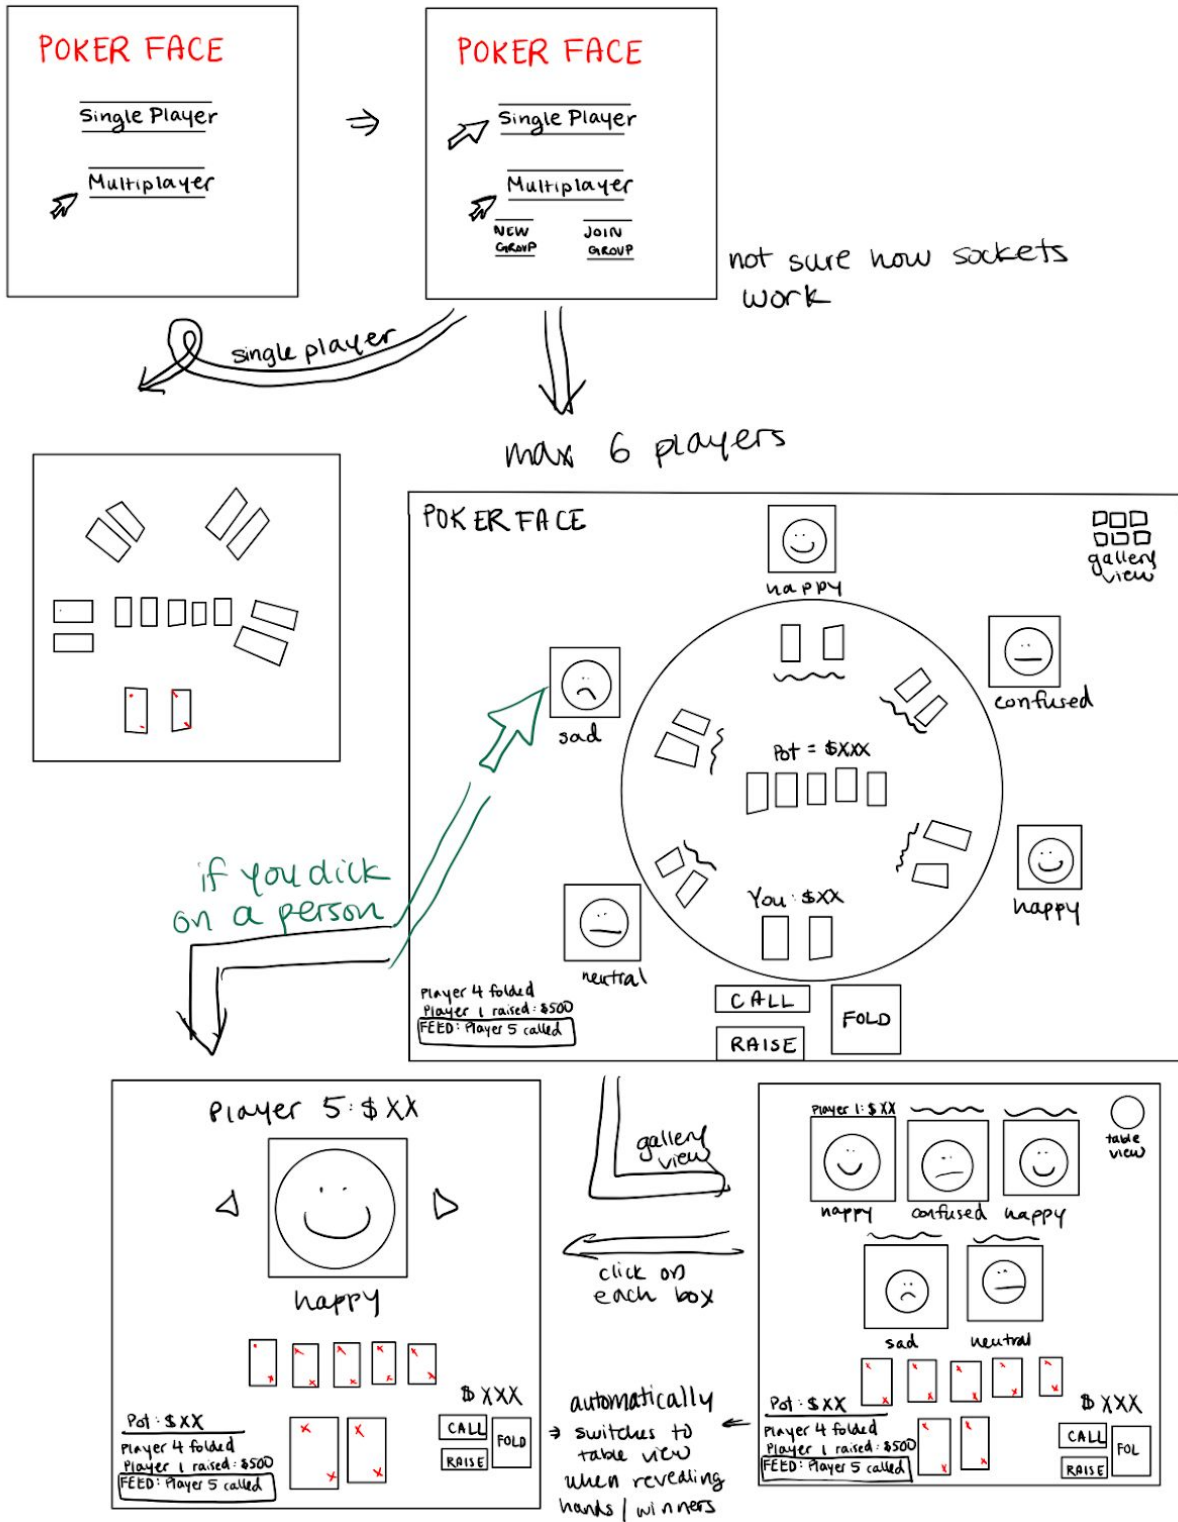 POKER FACE
Single Player
Multiplayer
POKER FACE
Single Player
Multiplayer
NEW
GROUP
JOIN
GROUP
not sure how sockets
work
single player
max 6 players
POKER FACE
gallery
view
happy
confused
sad
Pot = $XXX
happy
You: $XX
neutral
CALL
RAISE
FOLD
Player 4 folded
Player 1 raised: $500
FEED: Player 5 called
if you click
on a person
Player 5: $XX
happy
Pot: $XX
Player 4 folded
Player 1 raised: $500
FEED: Player 5 called
$XXX
CALL
RAISE
FOLD
gallery
view
click on
each box
automatically
switches to
table view
when revealing
hands/winners
Player 1: $XX
table
view
happy
confused
happy
sad
neutral
Pot: $XX
Player 4 folded
Player 1 raised: $500
FEED: Player 5 called
$XXX
CALL
RAISE
FOL